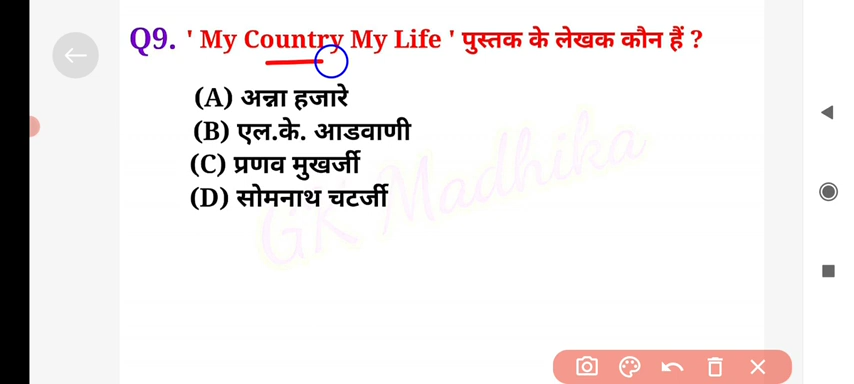 Q9. ' My Country My Life ' पुस्तक के लेखक कौन हैं ?
(A) अन्ना हजारे
(B) एल.के. आडवाणी
(C) प्रणव मुखर्जी
(D) सोमनाथ चटर्जी
GK Madhika